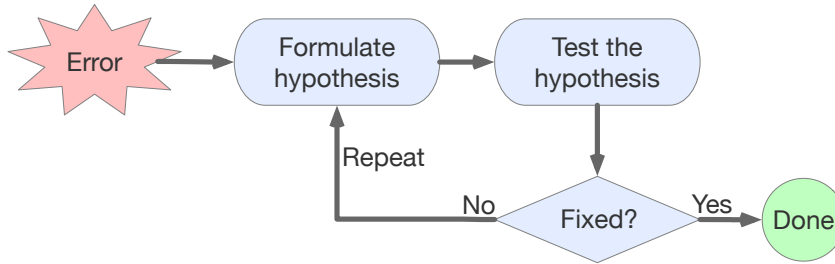 Error
Formulate
hypothesis
Test the
hypothesis
Repeat
No
Fixed?
Yes
Done